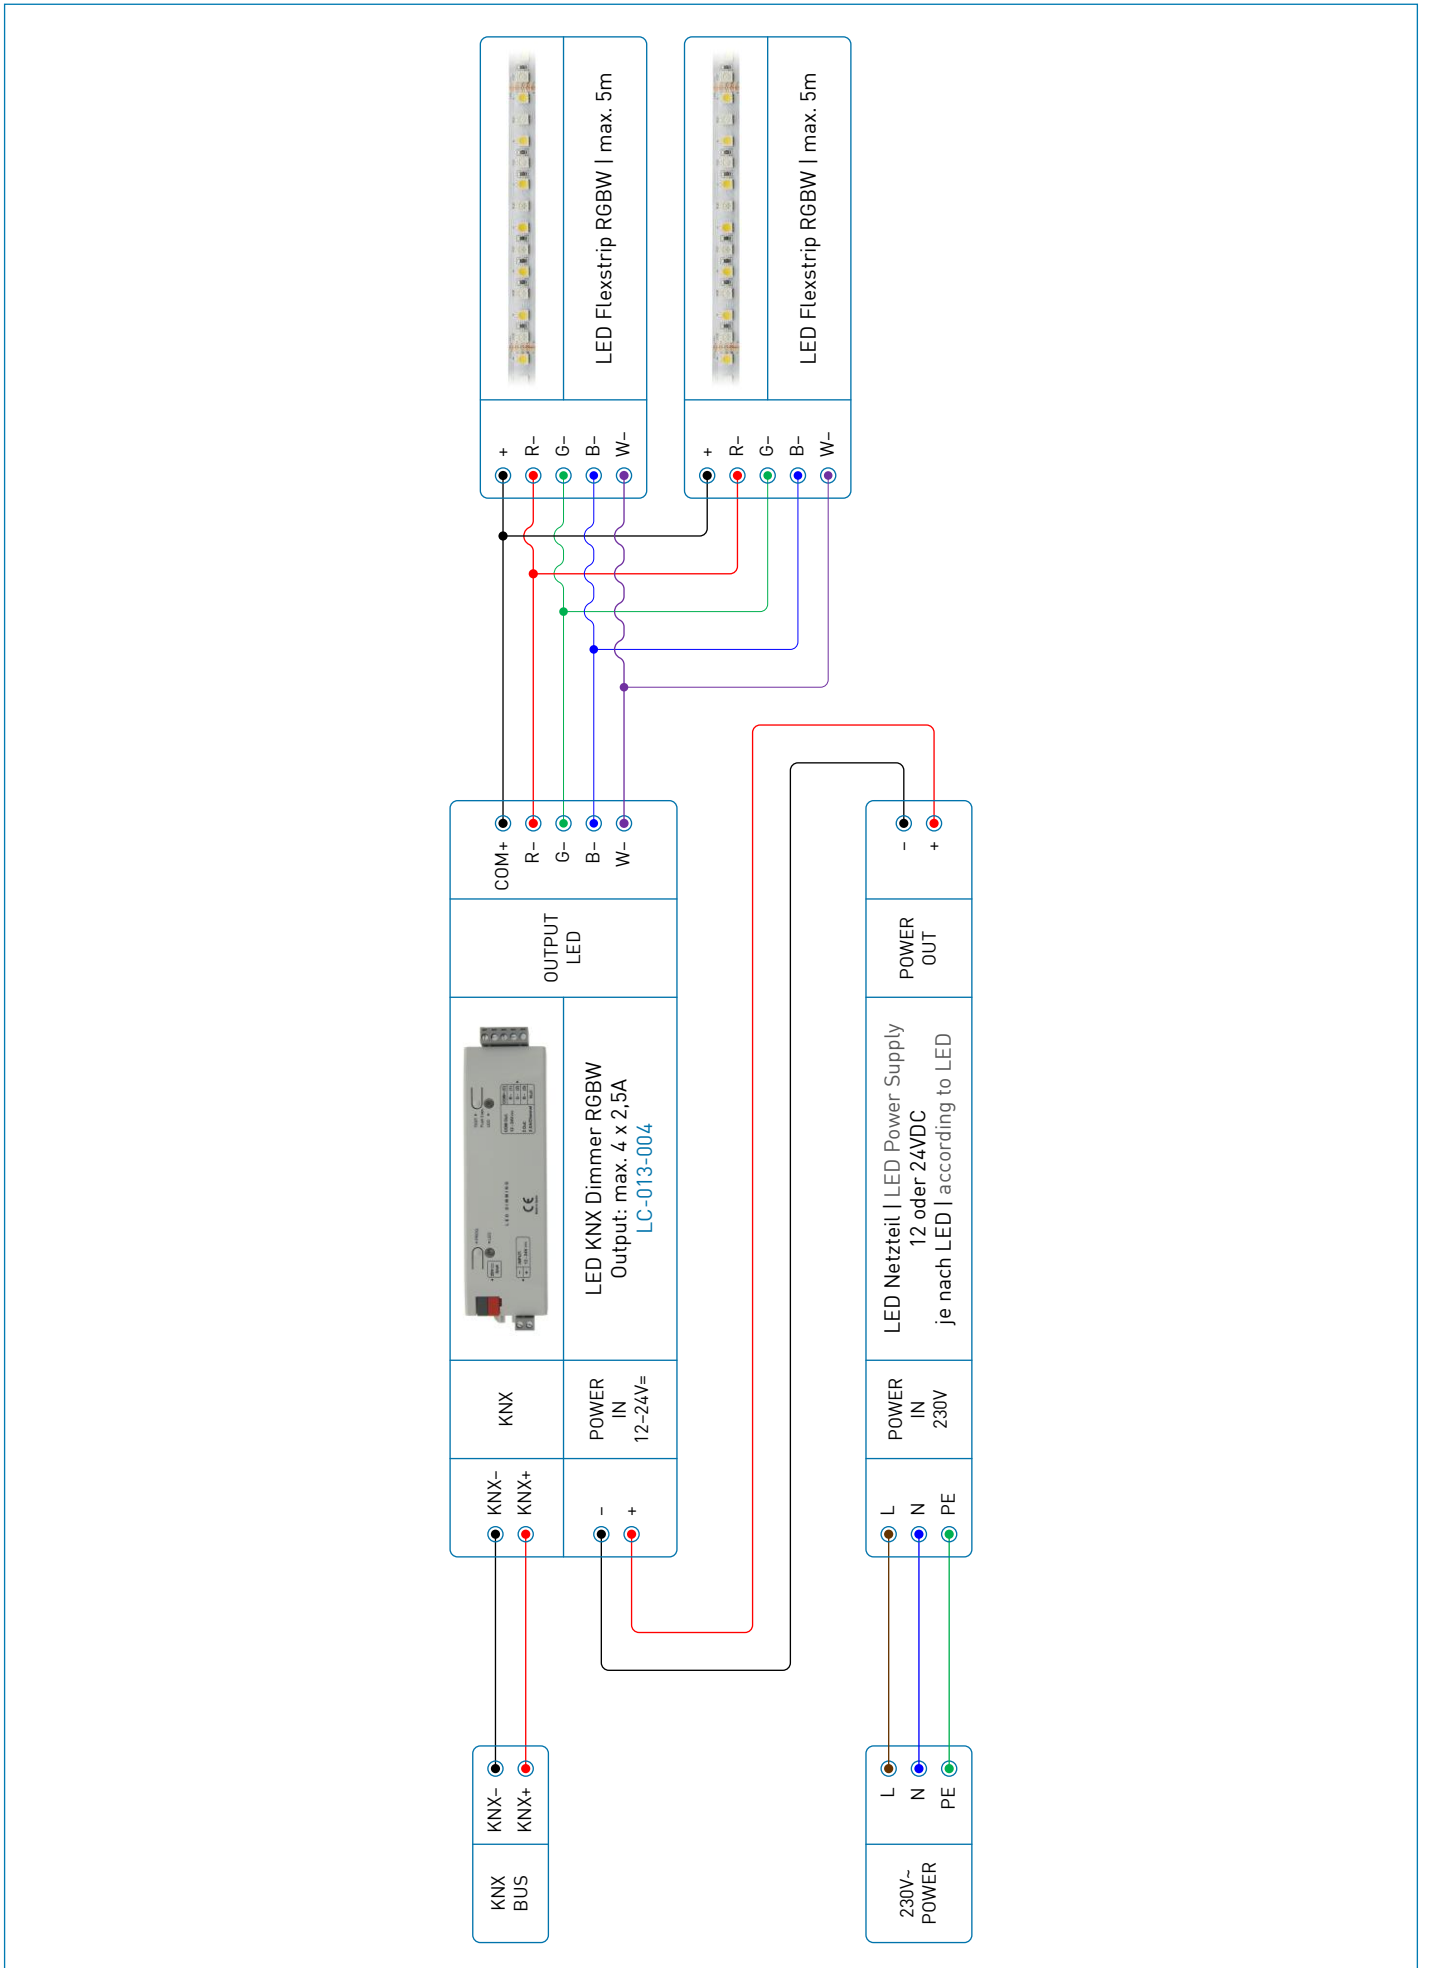 LED Flexstrip RGBW | max. 5m
+
R–
G–
B–
W–
LED Flexstrip RGBW | max. 5m
+
R–
G–
B–
W–
COM+
R–
G–
B–
W–
OUTPUT
LED
LED KNX Dimmer RGBW
Output: max. 4 x 2,5A
LC-013-004
LED DIMMING
CE
KNX
POWER
IN
12–24V=
KNX–
KNX+
–
+
KNX–
KNX+
KNX
BUS
–
+
POWER
OUT
LED Netzteil | LED Power Supply
12 oder 24VDC
je nach LED | according to LED
POWER
IN
230V
L
N
PE
L
N
PE
230V~
POWER